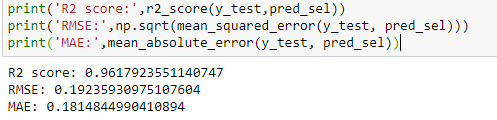 print('R2 score:',r2_score(y_test,pred_sel))
print('RMSE:',np.sqrt(mean_squared_error(y_test, pred_sel)))
print('MAE:',mean_absolute_error(y_test, pred_sel))
R2 score: 0.9617923551140747
RMSE: 0.19235930975107604
MAE: 0.1814844990410894